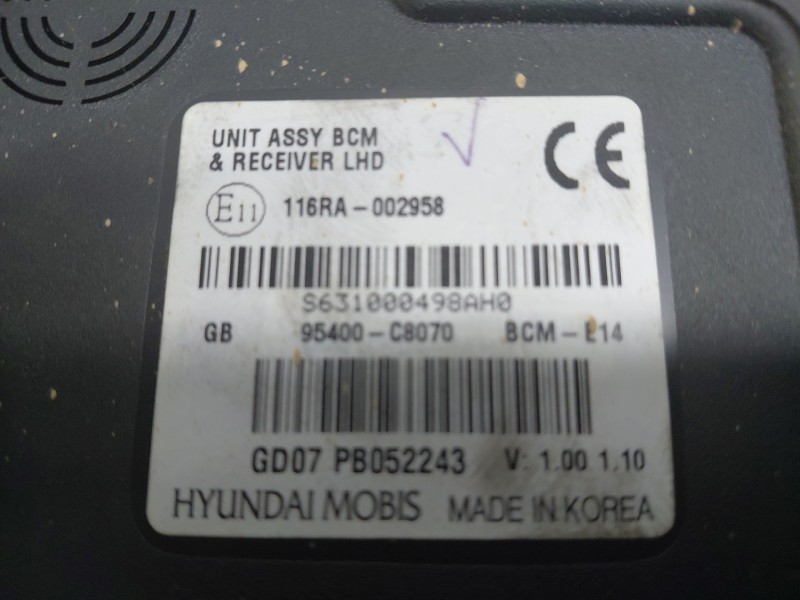 UNIT ASSY BCM
& RECEIVER LHD
CE
E11 116RA-002958
S631000498AH0
GB 95400-C8070 BCM-E14
GD07 PB052243 V: 1.00 1.10
HYUNDAI MOBIS MADE IN KOREA